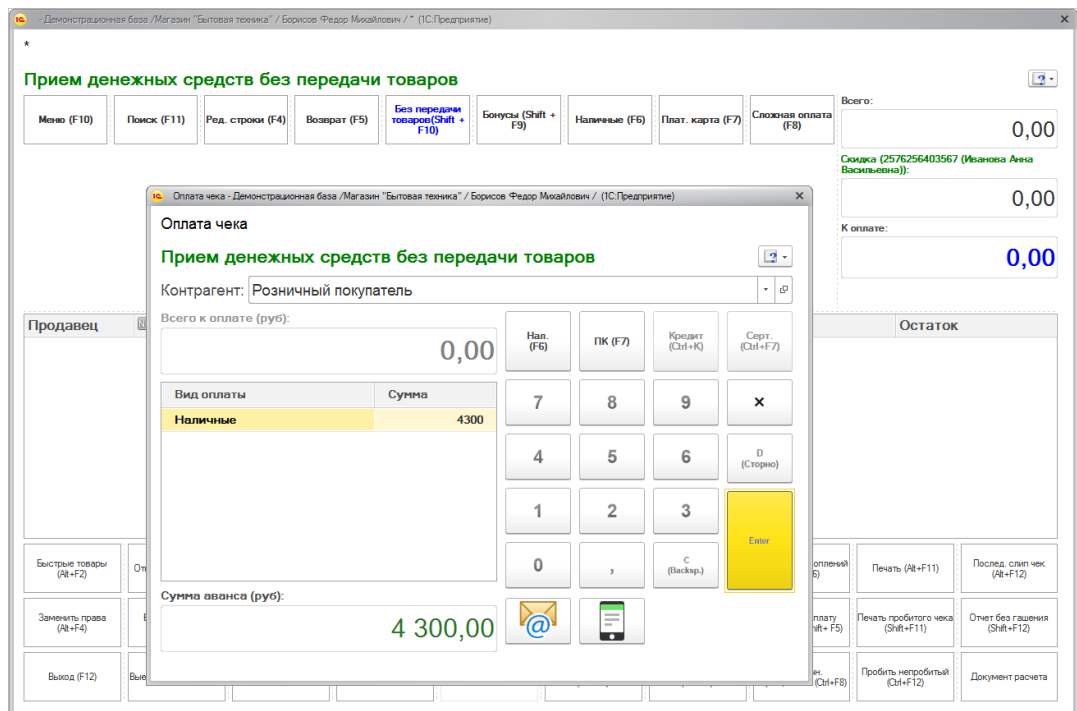 - Демонстрационная база /Магазин "Бытовая техника" / Борисов Федор Михайлович / * (1С:Предприятие)
*
Прием денежных средств без передачи товаров
Меню (F10)
Поиск (F11)
Ред. строки (F4)
Возврат (F5)
Без передачи
товаров(Shift +
F10)
Бонусы (Shift +
F9)
Наличные (F6)
Плат. карта (F7)
Сложная оплата
(F8)
Всего:
0,00
Скидка (2576256403567 (Иванова Анна
Васильевна)):
0,00
К оплате:
0,00
Продавец
Остаток
Оплата чека - Демонстрационная база /Магазин "Бытовая техника" / Борисов Федор Михайлович / (1С:Предприятие)
Оплата чека
Прием денежных средств без передачи товаров
Контрагент: Розничный покупатель
Всего к оплате (руб):
0,00
Вид оплаты Сумма
Наличные 4300
Сумма аванса (руб):
4 300,00
Нал.
(F6)
ПК (F7)
Кредит
(Ctrl+K)
Серт.
(Ctrl+F7)
7 8 9 ×
4 5 6
D
(Сторно)
1 2 3
Enter
0 ,
C
(Backsp.)
Быстрые товары
(Alt+F2)
Печать (Alt+F11)
Послед. слип чек
(Alt+F12)
Заменить права
(Alt+F4)
Печать пробитого чека
(Shift+F11)
Отчет без гашения
(Shift+F12)
Выход (F12)
(Ctrl+F8)
Пробить непробитый
(Ctrl+F12)
Документ расчета